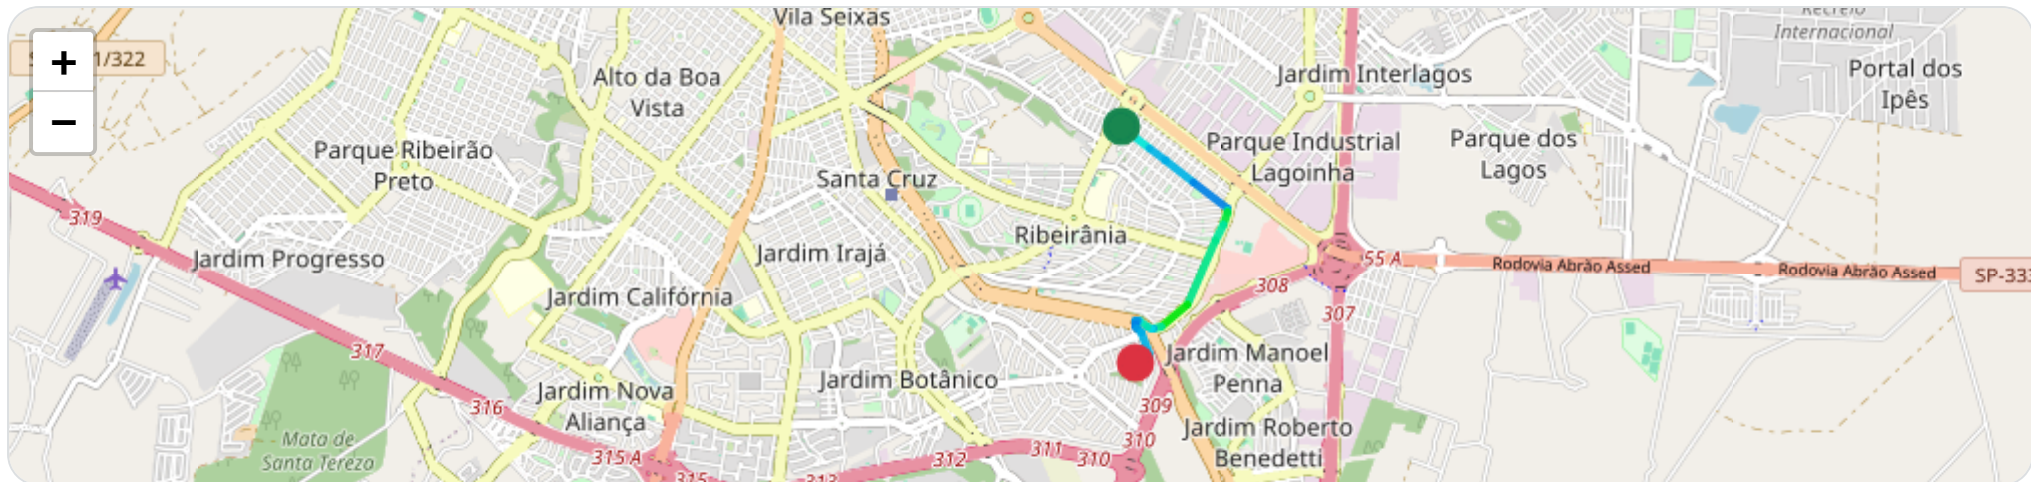 Vila Seixas
Recreio
Internacional
+
1/322
Alto da Boa
Vista
Jardim Interlagos
Portal dos
Ipês
−
Parque Ribeirão
Preto
Parque Industrial
Lagoinha
Parque dos
Lagos
Santa Cruz
319
Ribeirânia
Jardim Progresso
Jardim Irajá
55 A
Rodovia Abrão Assed
Rodovia Abrão Assed
SP-333
308
Jardim Califórnia
307
317
Jardim Manoel
Penna
Jardim Botânico
Jardim Nova
Aliança
316
309
Mata de
Santa Tereza
315 A
312
311
310
310
Jardim Roberto
Benedetti
315
313